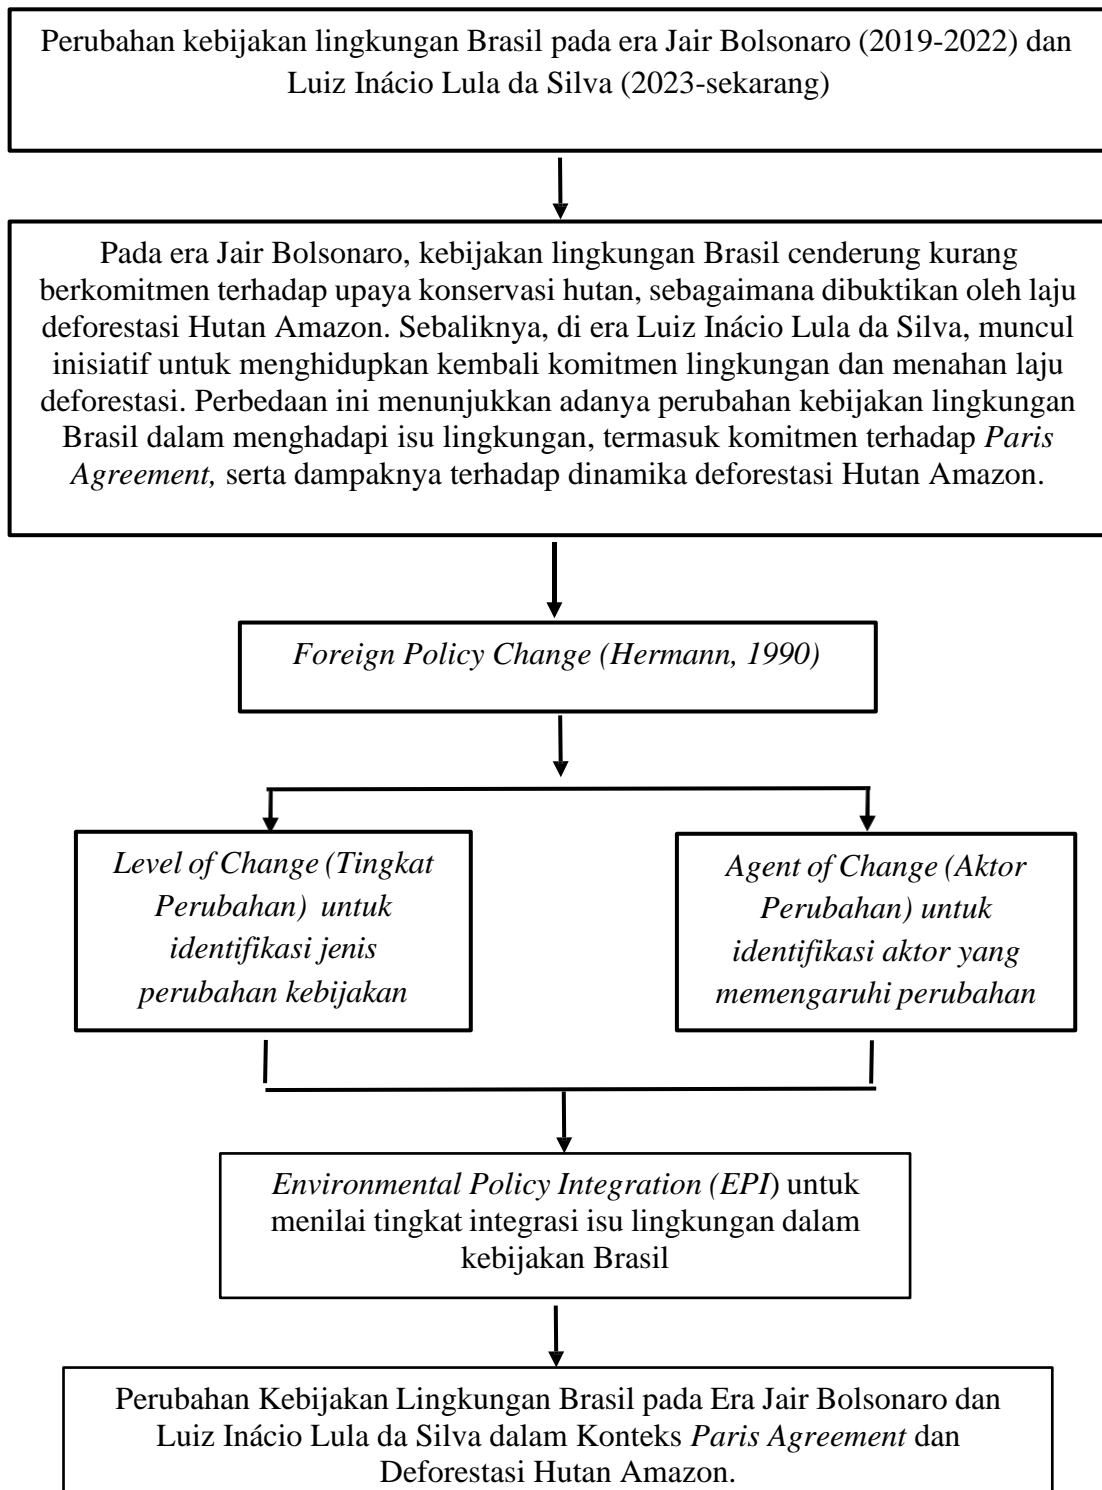 Perubahan kebijakan lingkungan Brasil pada era Jair Bolsonaro (2019-2022) dan
Luiz Inácio Lula da Silva (2023-sekarang)
Pada era Jair Bolsonaro, kebijakan lingkungan Brasil cenderung kurang
berkomitmen terhadap upaya konservasi hutan, sebagaimana dibuktikan oleh laju
deforestasi Hutan Amazon. Sebaliknya, di era Luiz Inácio Lula da Silva, muncul
inisiatif untuk menghidupkan kembali komitmen lingkungan dan menahan laju
deforestasi. Perbedaan ini menunjukkan adanya perubahan kebijakan lingkungan
Brasil dalam menghadapi isu lingkungan, termasuk komitmen terhadap Paris
Agreement, serta dampaknya terhadap dinamika deforestasi Hutan Amazon.
Foreign Policy Change (Hermann, 1990)
Level of Change (Tingkat
Perubahan) untuk
identifikasi jenis
perubahan kebijakan
Agent of Change (Aktor
Perubahan) untuk
identifikasi aktor yang
memengaruhi perubahan
Environmental Policy Integration (EPI) untuk
menilai tingkat integrasi isu lingkungan dalam
kebijakan Brasil
Perubahan Kebijakan Lingkungan Brasil pada Era Jair Bolsonaro dan
Luiz Inácio Lula da Silva dalam Konteks Paris Agreement dan
Deforestasi Hutan Amazon.